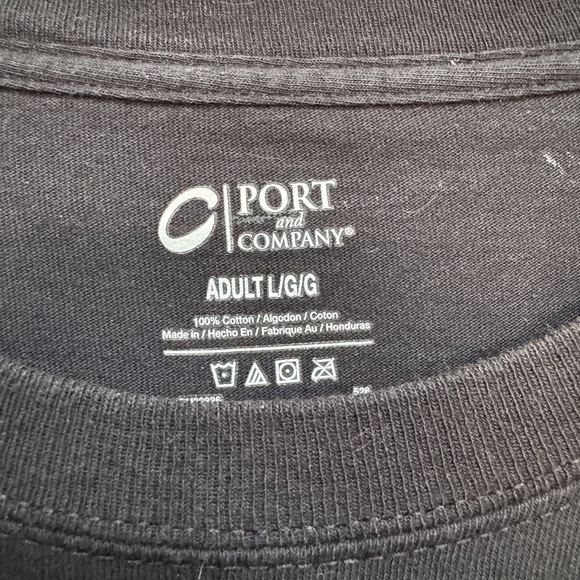 PORT
and
COMPANY®
ADULT L/G/G
100% Cotton / Algodon / Coton
Made in / Hecho En / Fabrique Au / Honduras